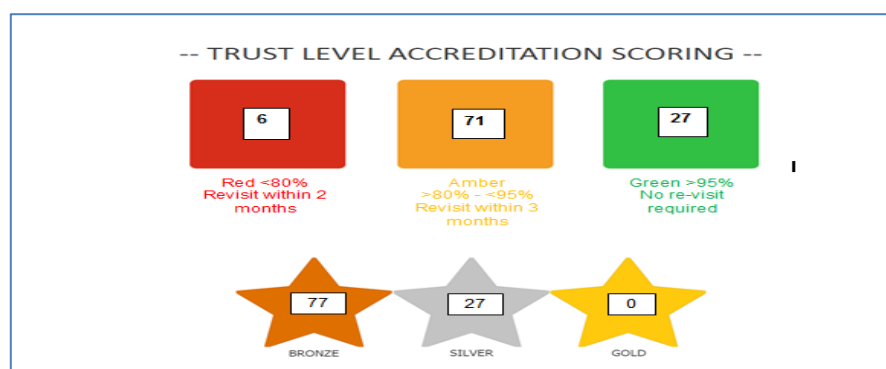 -- TRUST LEVEL ACCREDITATION SCORING --
6
71
27
Red <80%
Revisit within 2
months
Amber
>80% - <95%
Revisit within 3
months
Green >95%
No re-visit
required
77
27
0
BRONZE
SILVER
GOLD